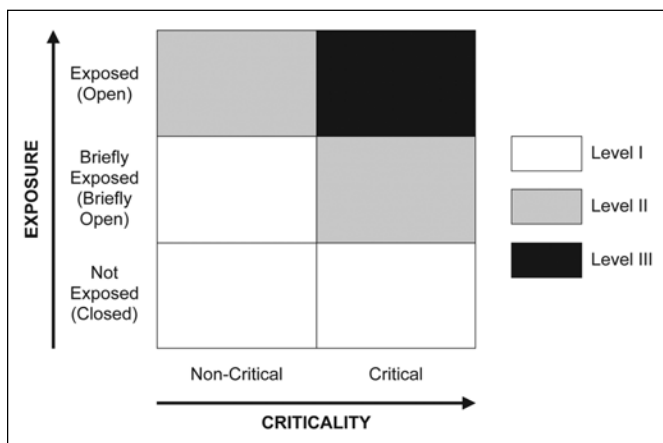 EXPOSURE
Exposed
(Open)
Briefly
Exposed
(Briefly
Open)
Not
Exposed
(Closed)
Level I
Level II
Level III
Non-Critical
Critical
CRITICALITY